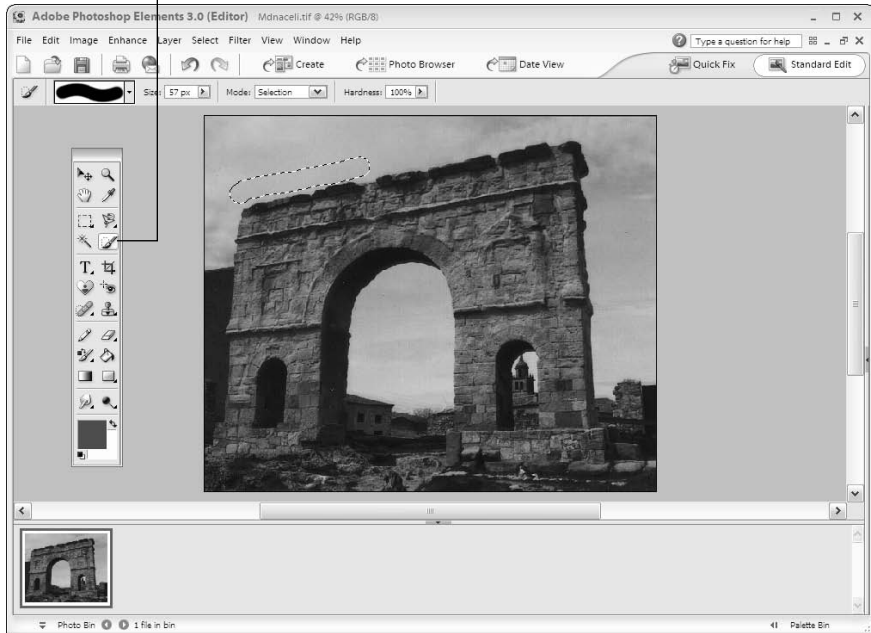 Adobe Photoshop Elements 3.0 (Editor) Mdnaceli.tif @ 42% (RGB/8)
File Edit Image Enhance Layer Select Filter View Window Help Type a question for help
Create Photo Browser Date View Quick Fix Standard Edit
Size: 57 px Mode: Selection Hardness: 100%
T
Photo Bin 1 file in bin Palette Bin